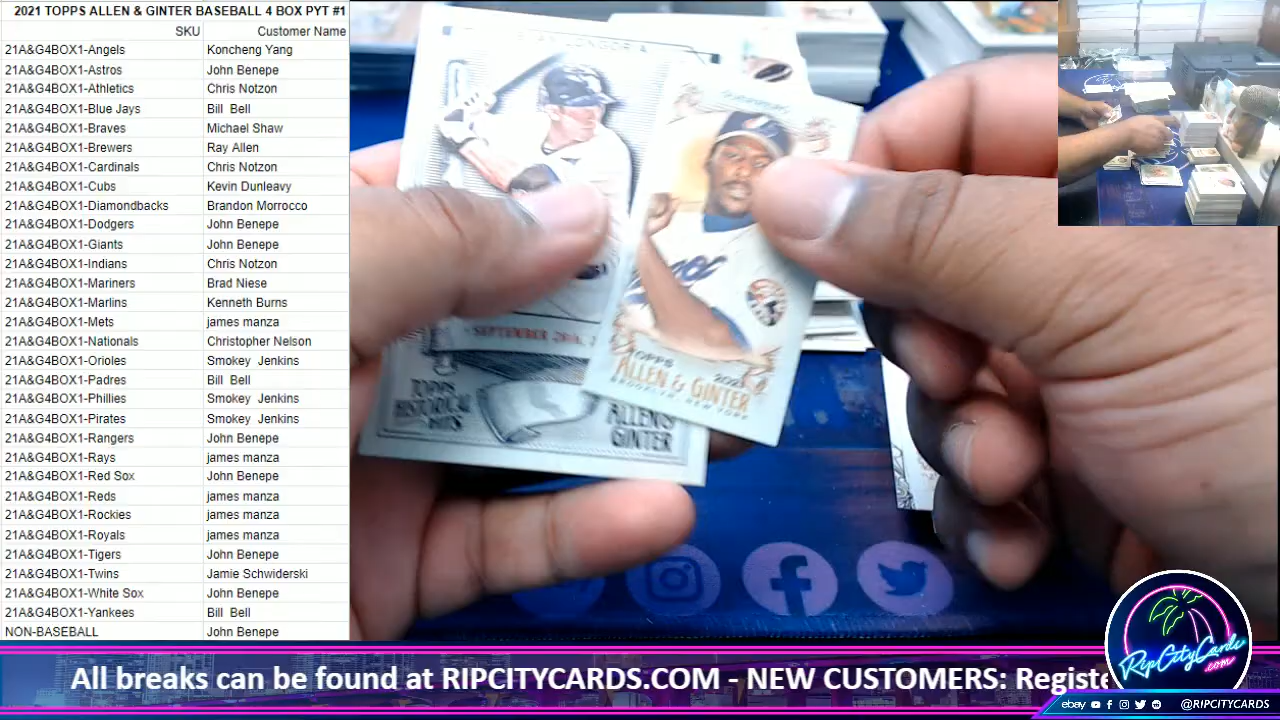 2021 TOPPS ALLEN & GINTER BASEBALL 4 BOX PYT #1
SKU Customer Name
21A&G4BOX1-Angels Koncheng Yang
21A&G4BOX1-Astros John Benepe
21A&G4BOX1-Athletics Chris Notzon
21A&G4BOX1-Blue Jays Bill Bell
21A&G4BOX1-Braves Michael Shaw
21A&G4BOX1-Brewers Ray Allen
21A&G4BOX1-Cardinals Chris Notzon
21A&G4BOX1-Cubs Kevin Dunleavy
21A&G4BOX1-Diamondbacks Brandon Morrocco
21A&G4BOX1-Dodgers John Benepe
21A&G4BOX1-Giants John Benepe
21A&G4BOX1-Indians Chris Notzon
21A&G4BOX1-Mariners Brad Niese
21A&G4BOX1-Marlins Kenneth Burns
21A&G4BOX1-Mets james manza
21A&G4BOX1-Nationals Christopher Nelson
21A&G4BOX1-Orioles Smokey Jenkins
21A&G4BOX1-Padres Bill Bell
21A&G4BOX1-Phillies Smokey Jenkins
21A&G4BOX1-Pirates Smokey Jenkins
21A&G4BOX1-Rangers John Benepe
21A&G4BOX1-Rays james manza
21A&G4BOX1-Red Sox John Benepe
21A&G4BOX1-Reds james manza
21A&G4BOX1-Rockies james manza
21A&G4BOX1-Royals james manza
21A&G4BOX1-Tigers John Benepe
21A&G4BOX1-Twins Jamie Schwiderski
21A&G4BOX1-White Sox John Benepe
21A&G4BOX1-Yankees Bill Bell
NON-BASEBALL John Benepe
LONGORIA
SEPTEMBER
TOPPS
HISTORICAL
HITS
ALLEN &
GINTER
TOPPS 2021
ALLEN & GINTER
BROOKLYN, NEW YORK
All breaks can be found at RIPCITYCARDS.COM - NEW CUSTOMERS: Registe
RipCityCards
.com
ebay @RIPCITYCARDS